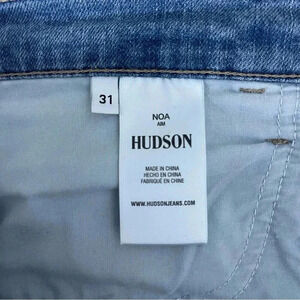 31
NOA
AIM
HUDSON
MADE IN CHINA
HECHO EN CHINA
FABRIQUÉ EN CHINE
WWW.HUDSONJEANS.COM